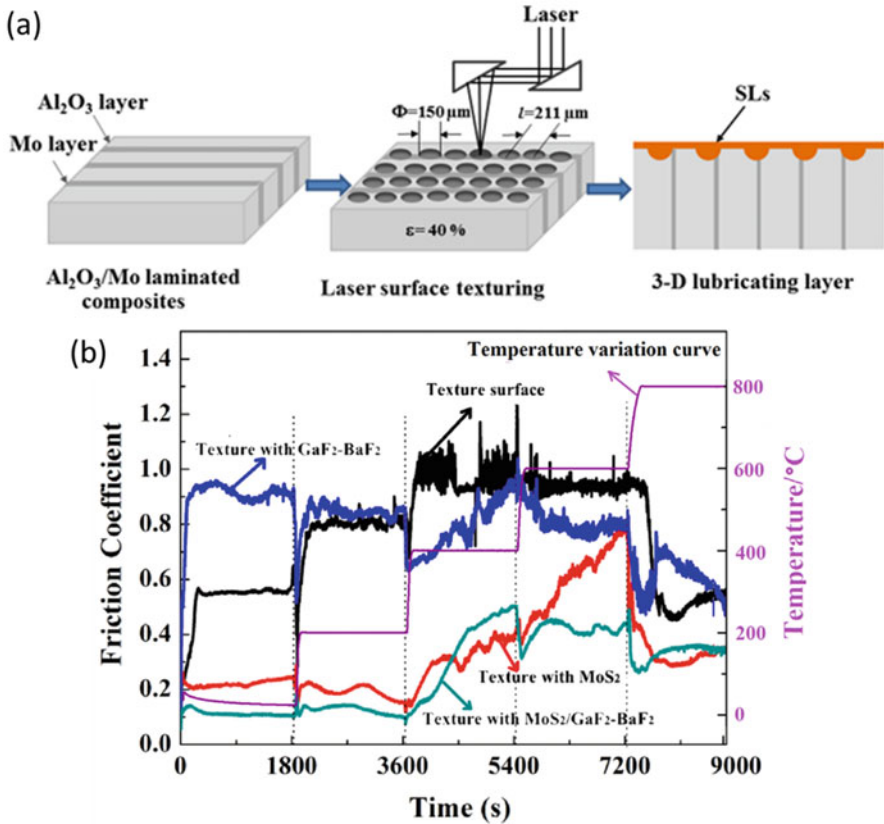 (a)
Laser
Al₂O₃ layer
Mo layer
Φ=150 μm
l=211 μm
SLs
ε= 40 %
Al₂O₃/Mo laminated
composites
Laser surface texturing
3-D lubricating layer
(b)
Temperature variation curve
Texture surface
Texture with GaF₂-BaF₂
Texture with MoS₂
Texture with MoS₂/GaF₂-BaF₂
Friction Coefficient
1.4
1.2
1.0
0.8
0.6
0.4
0.2
0.0
Temperature/°C
800
600
400
200
0
0 1800 3600 5400 7200 9000
Time (s)